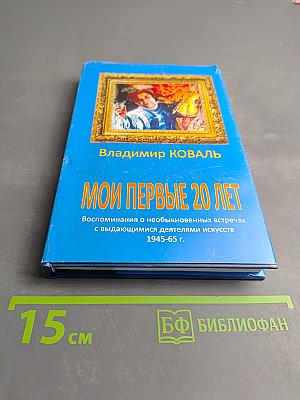 Владимир КОВАЛЬ
МОИ ПЕРВЫЕ 20 ЛЕТ
Воспоминания о необыкновенных встречах
с выдающимися деятелями искусств
1945-65 г.
15 см
БФ БИБЛИОФАН